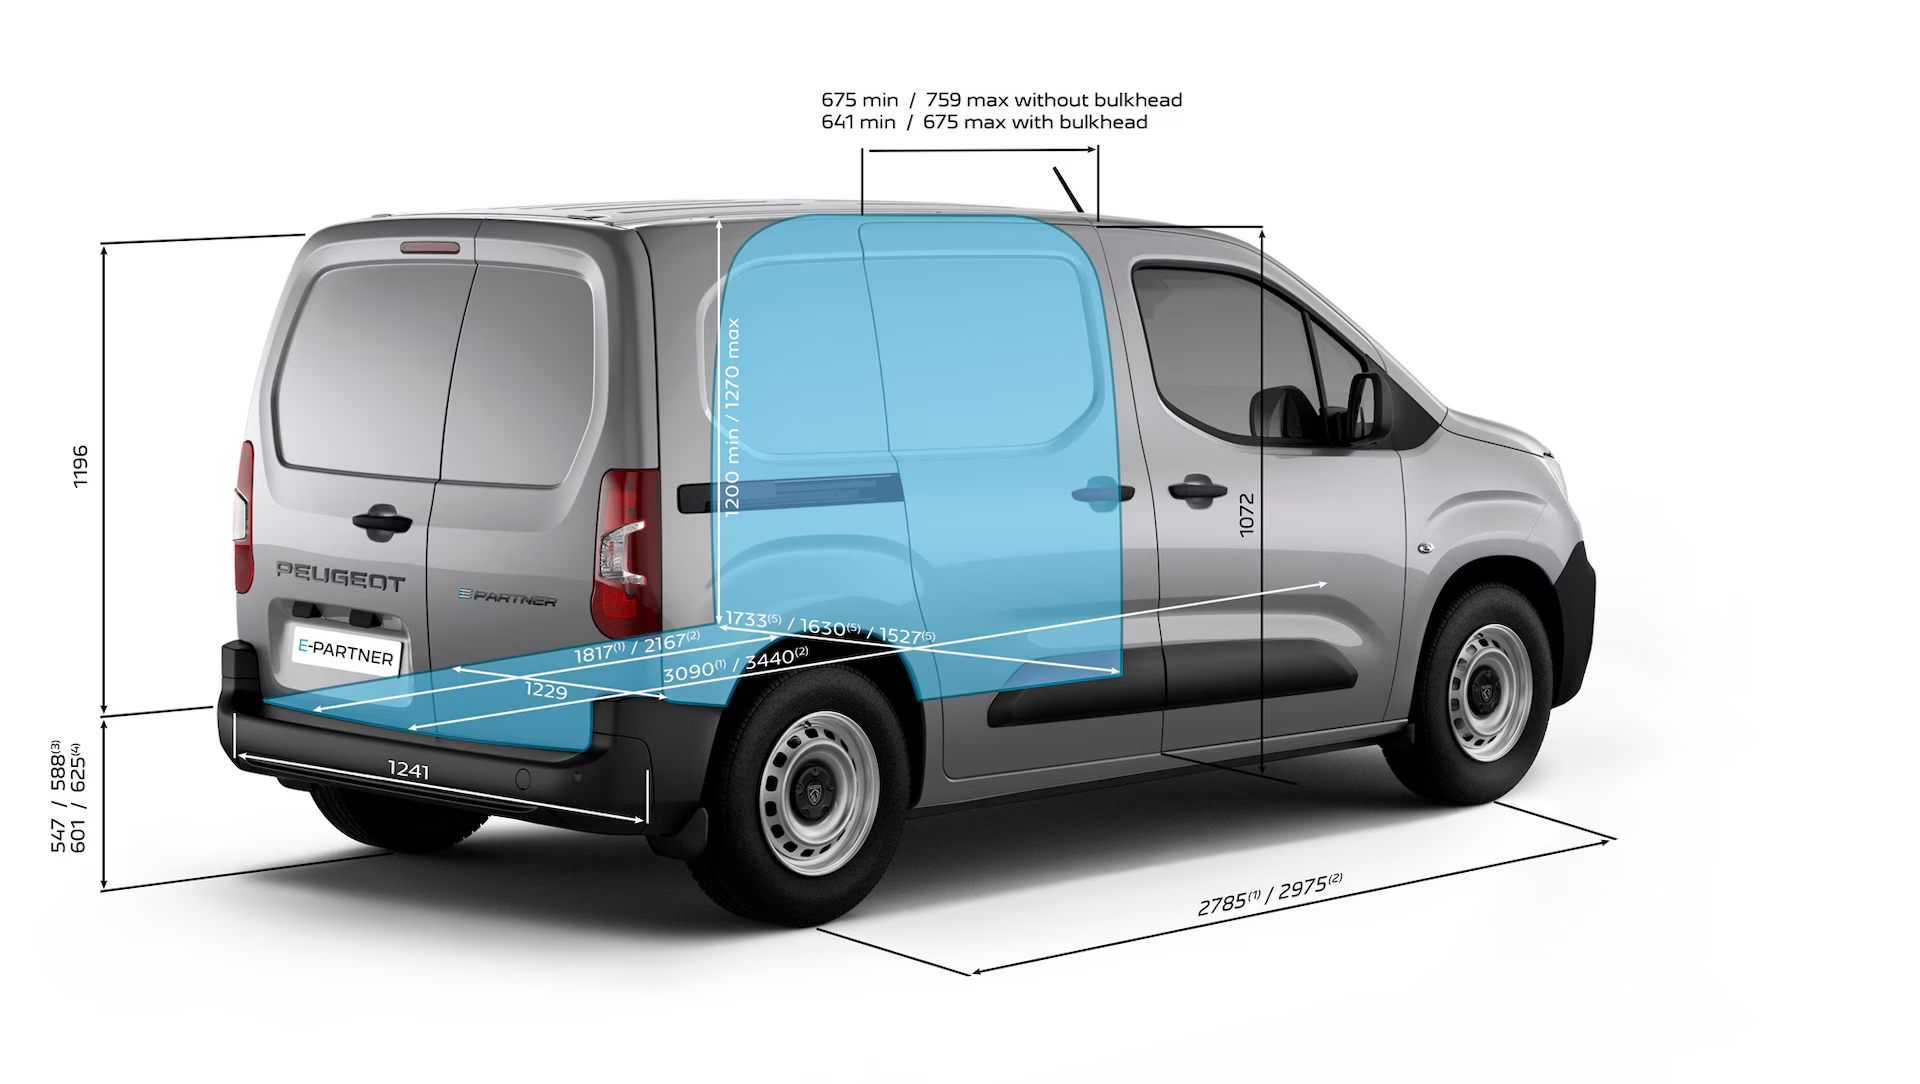 675 min / 759 max without bulkhead
641 min / 675 max with bulkhead
1196
1200 min / 1270 max
1072
PEUGEOT
E-PARTNER
E-PARTNER
1733(5) / 1630(5) / 1527(5)
1817(1) / 2167(2)
3090(1) / 3440(2)
1229
1241
547 / 588(3)
601 / 625(4)
2785(1) / 2975(2)